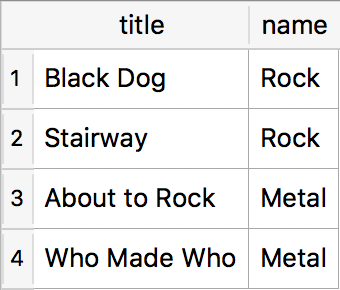 title name
1 Black Dog Rock
2 Stairway Rock
3 About to Rock Metal
4 Who Made Who Metal